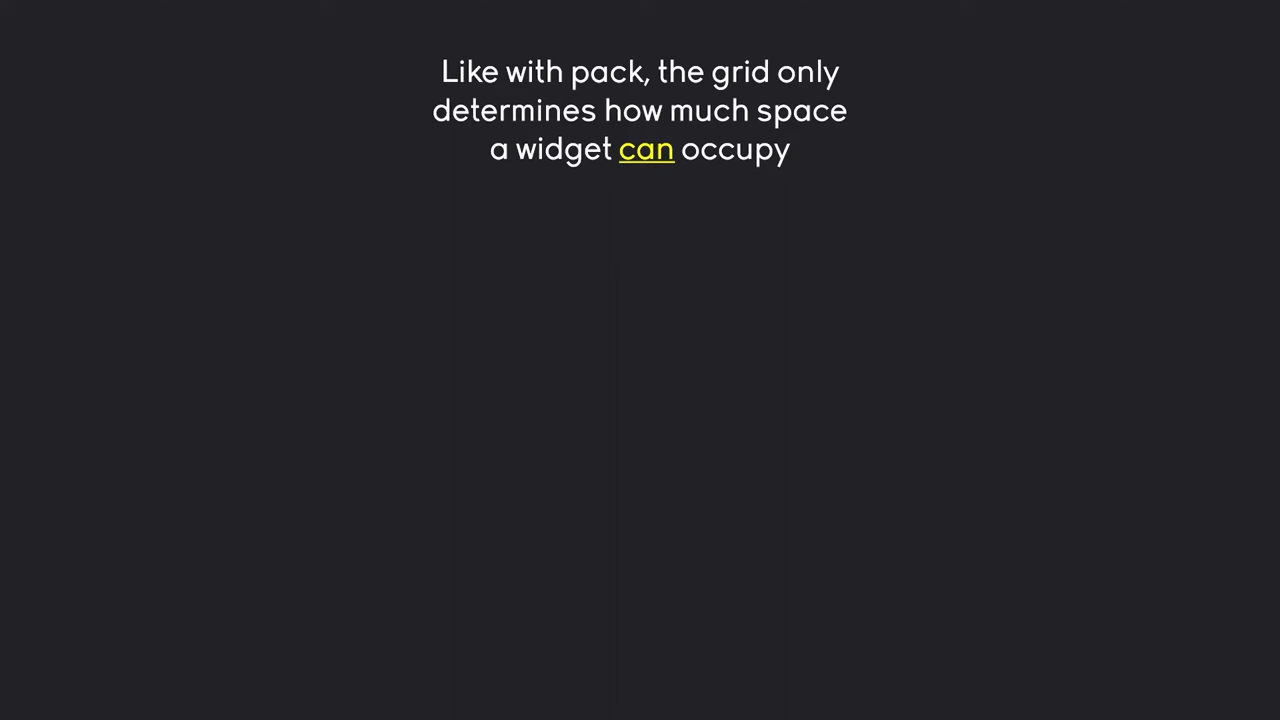 Like with pack, the grid only
determines how much space
a widget can occupy